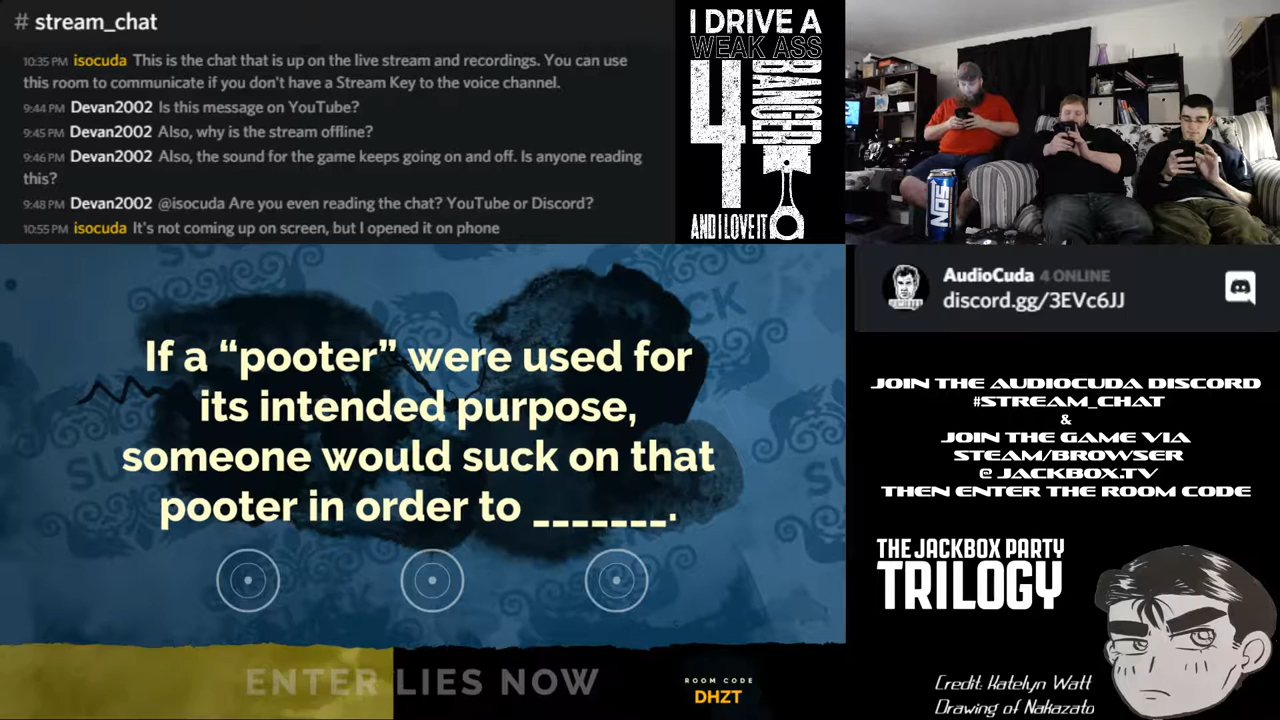 # stream_chat
10:35 PM isocuda This is the chat that is up on the live stream and recordings. You can use
this room communicate if you don't have a Stream Key to the voice channel.
9:44 PM Devan2002 Is this message on YouTube?
9:45 PM Devan2002 Also, why is the stream offline?
9:46 PM Devan2002 Also, the sound for the game keeps going on and off. Is anyone reading
this?
9:48 PM Devan2002 @isocuda Are you even reading the chat? YouTube or Discord?
10:55 PM isocuda It's not coming up on screen, but I opened it on phone
I DRIVE A
WEAK ASS
4
RANGER
AND I LOVE IT
NOS
AudioCuda 4 ONLINE
discord.gg/3EVc6JJ
If a “pooter” were used for
its intended purpose,
someone would suck on that
pooter in order to _______.
ENTER LIES NOW
ROOM CODE
DHZT
JOIN THE AUDIOCUDA DISCORD
#STREAM_CHAT
&
JOIN THE GAME VIA
STEAM/BROWSER
@ JACKBOX.TV
THEN ENTER THE ROOM CODE
THE JACKBOX PARTY
TRILOGY
Credit: Katelyn Watt
Drawing of Nakazato